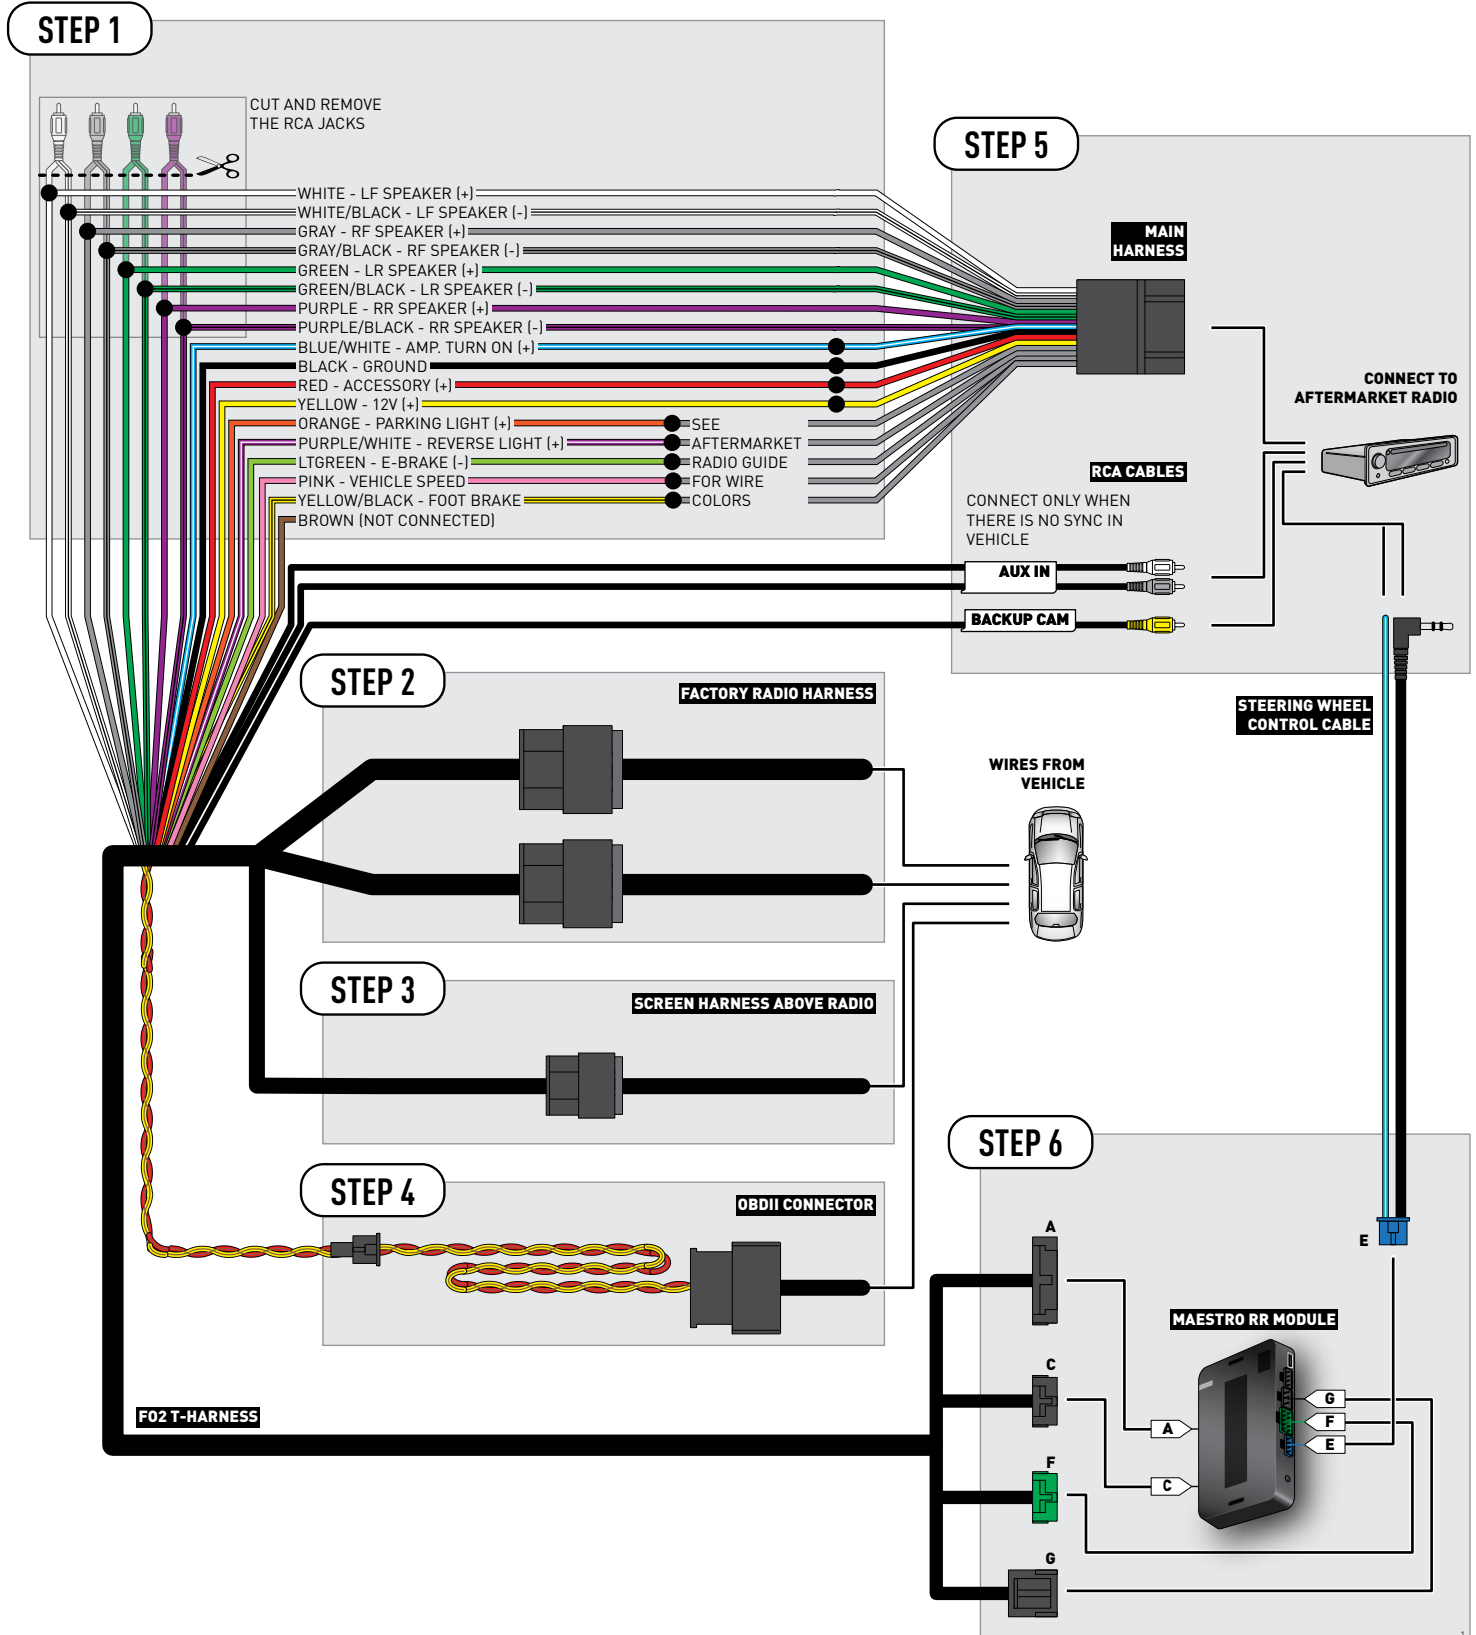 STEP 1
CUT AND REMOVE
THE RCA JACKS
WHITE - LF SPEAKER (+)
WHITE/BLACK - LF SPEAKER (-)
GRAY - RF SPEAKER (+)
GRAY/BLACK - RF SPEAKER (-)
GREEN - LR SPEAKER (+)
GREEN/BLACK - LR SPEAKER (-)
PURPLE - RR SPEAKER (+)
PURPLE/BLACK - RR SPEAKER (-)
BLUE/WHITE - AMP. TURN ON (+)
BLACK - GROUND
RED - ACCESSORY (+)
YELLOW - 12V (+)
ORANGE - PARKING LIGHT (+)
PURPLE/WHITE - REVERSE LIGHT (+)
LTGREEN - E-BRAKE (-)
PINK - VEHICLE SPEED
YELLOW/BLACK - FOOT BRAKE
BROWN (NOT CONNECTED)
SEE
AFTERMARKET
RADIO GUIDE
FOR WIRE
COLORS
STEP 5
MAIN
HARNESS
CONNECT TO
AFTERMARKET RADIO
RCA CABLES
CONNECT ONLY WHEN
THERE IS NO SYNC IN
VEHICLE
AUX IN
BACKUP CAM
STEERING WHEEL
CONTROL CABLE
STEP 2
FACTORY RADIO HARNESS
WIRES FROM
VEHICLE
STEP 3
SCREEN HARNESS ABOVE RADIO
STEP 4
OBDII CONNECTOR
STEP 6
A
E
MAESTRO RR MODULE
C
G
F
A
E
F
C
G
FO2 T-HARNESS
1